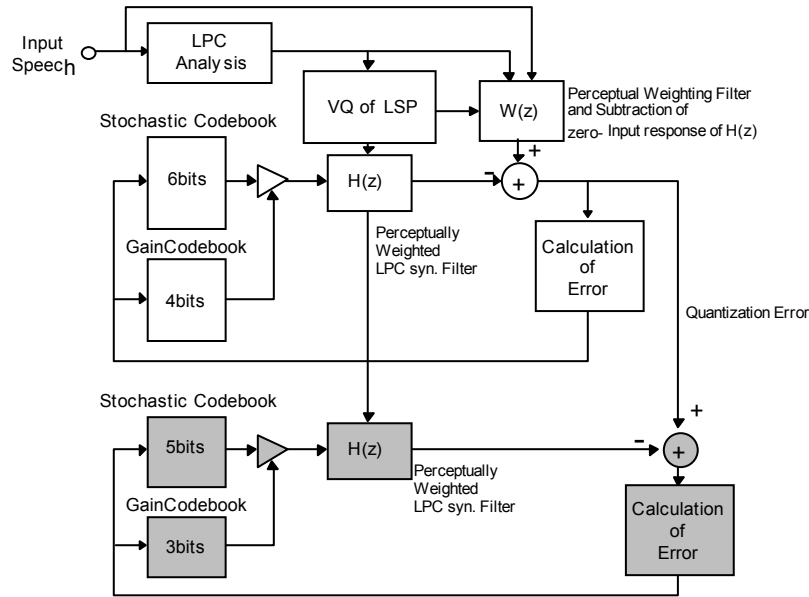 Input
Speech
LPC
Analysis
VQ of LSP
W(z)
Perceptual Weighting Filter
and Subtraction of
zero- Input response of H(z)
Stochastic Codebook
6bits
H(z)
-
+
+
Perceptually
Weighted
LPC syn. Filter
GainCodebook
4bits
Calculation
of
Error
Quantization Error
Stochastic Codebook
5bits
H(z)
-
+
+
Perceptually
Weighted
LPC syn. Filter
GainCodebook
3bits
Calculation
of
Error